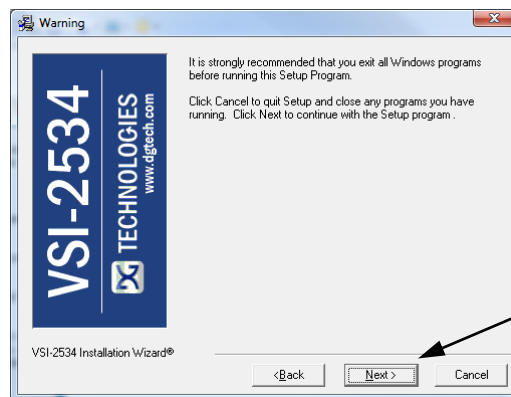 Warning
It is strongly recommended that you exit all Windows programs
before running this Setup Program.
Click Cancel to quit Setup and close any programs you have
running. Click Next to continue with the Setup program .
VSI-2534
TECHNOLOGIES
www.dgtech.com
VSI-2534 Installation Wizard®
<Back
Next >
Cancel